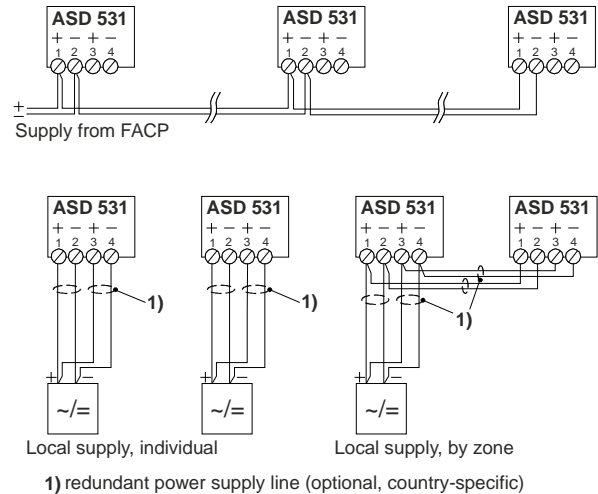 ASD 531 ASD 531 ASD 531
+ − + − + − + − + − + −
1 2 3 4 1 2 3 4 1 2 3 4
±
Supply from FACP
ASD 531 ASD 531 ASD 531 ASD 531
+ − + − + − + − + − + − + − + −
1 2 3 4 1 2 3 4 1 2 3 4 1 2 3 4
1) 1) 1)
+ − + − + −
~/= ~/= ~/=
Local supply, individual Local supply, by zone
1) redundant power supply line (optional, country-specific)